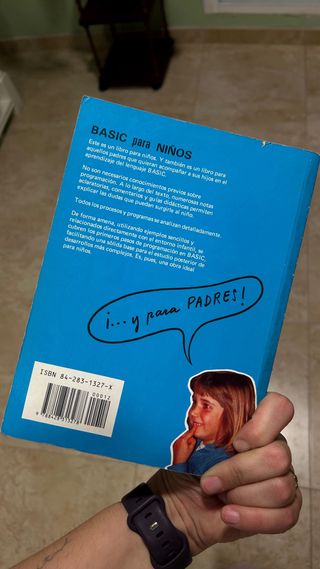 BASIC para NIÑOS
Este es un libro para niños. Y también es un libro para
aquellos padres que quieran acompañar a sus hijos en el
aprendizaje del lenguaje BASIC.
No son necesarios conocimientos previos sobre
programación. A lo largo del texto, numerosas notas
aclaratorias, comentarios y guías didácticas permiten
explicar las dudas que puedan surgirle al niño.
Todos los procesos y programas se analizan detalladamente.
De forma amena, utilizando ejemplos sencillos y
relacionados directamente con el entorno infantil, se
cubren los primeros pasos de programación en BASIC,
facilitando una sólida base para el estudio posterior de
desarrollos más complejos. Es, pues, una obra ideal
para niños.
¡... y para PADRES!
ISBN 84-283-1327-X
00012
9 788428 313278